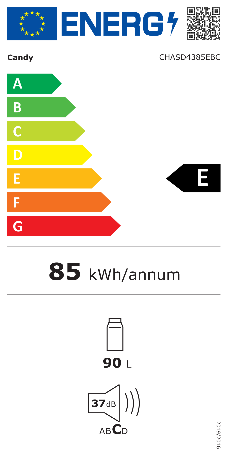 ENERG
Candy CHASD4385EBC
A
B
C
D
E
E
F
G
85 kWh/annum
90 L
37dB
ABCD